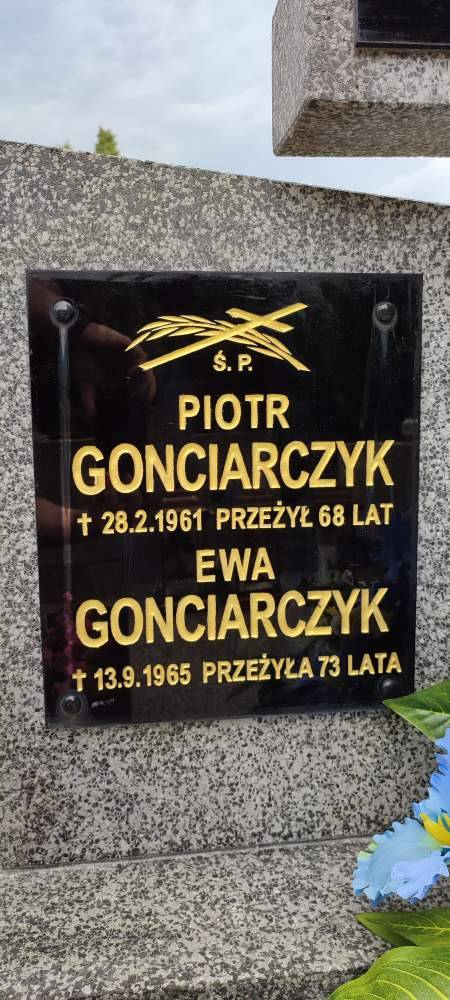 Ś. P.
PIOTR
GONCIARCZYK
† 28.2.1961 PRZEŻYŁ 68 LAT
EWA
GONCIARCZYK
† 13.9.1965 PRZEŻYŁA 73 LATA